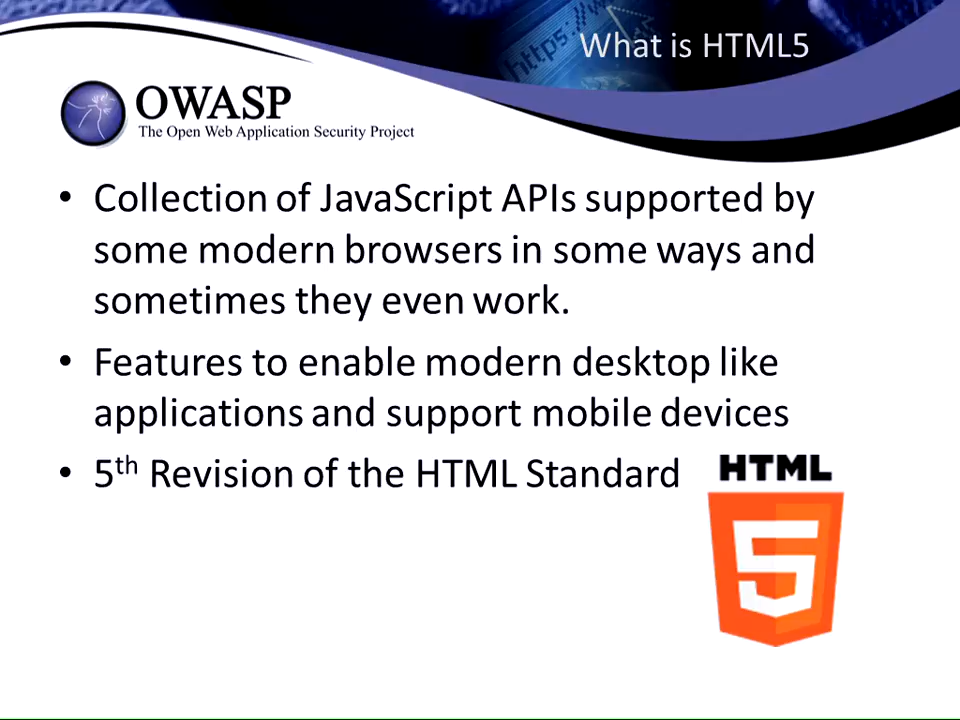 https://www
What is HTML5
OWASP
The Open Web Application Security Project
• Collection of JavaScript APIs supported by
some modern browsers in some ways and
sometimes they even work.
• Features to enable modern desktop like
applications and support mobile devices
• 5th Revision of the HTML Standard
HTML
5